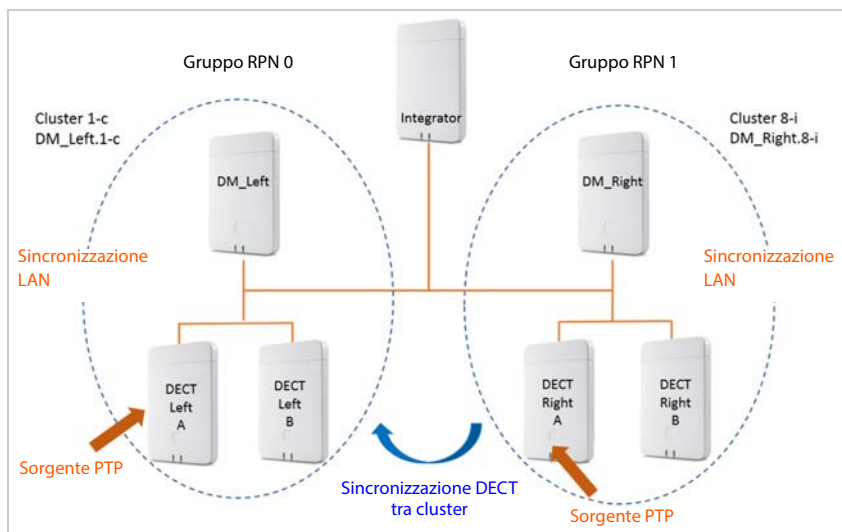 Gruppo RPN 0
Gruppo RPN 1
Cluster 1-c
DM_Left.1-c
Integrator
Cluster 8-i
DM_Right.8-i
DM_Left
DM_Right
Sincronizzazione
LAN
Sincronizzazione
LAN
DECT
Left
A
DECT
Left
B
DECT
Right
A
DECT
Right
B
Sorgente PTP
Sincronizzazione DECT
tra cluster
Sorgente PTP